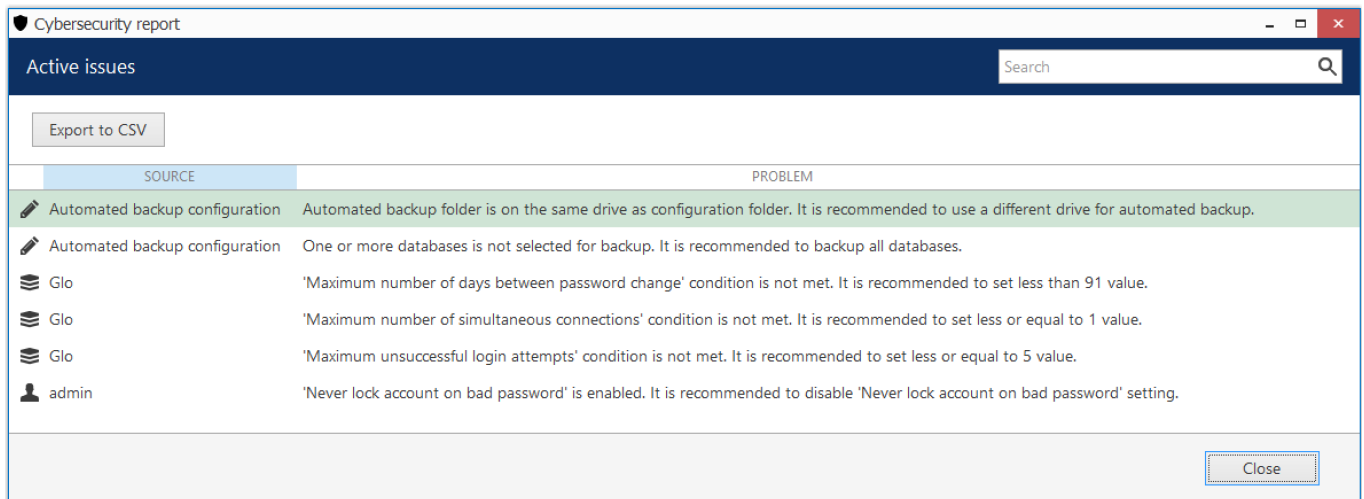 Cybersecurity report
Active issues
Search
Export to CSV
SOURCE PROBLEM
Automated backup configuration Automated backup folder is on the same drive as configuration folder. It is recommended to use a different drive for automated backup.
Automated backup configuration One or more databases is not selected for backup. It is recommended to backup all databases.
Glo 'Maximum number of days between password change' condition is not met. It is recommended to set less than 91 value.
Glo 'Maximum number of simultaneous connections' condition is not met. It is recommended to set less or equal to 1 value.
Glo 'Maximum unsuccessful login attempts' condition is not met. It is recommended to set less or equal to 5 value.
admin 'Never lock account on bad password' is enabled. It is recommended to disable 'Never lock account on bad password' setting.
Close